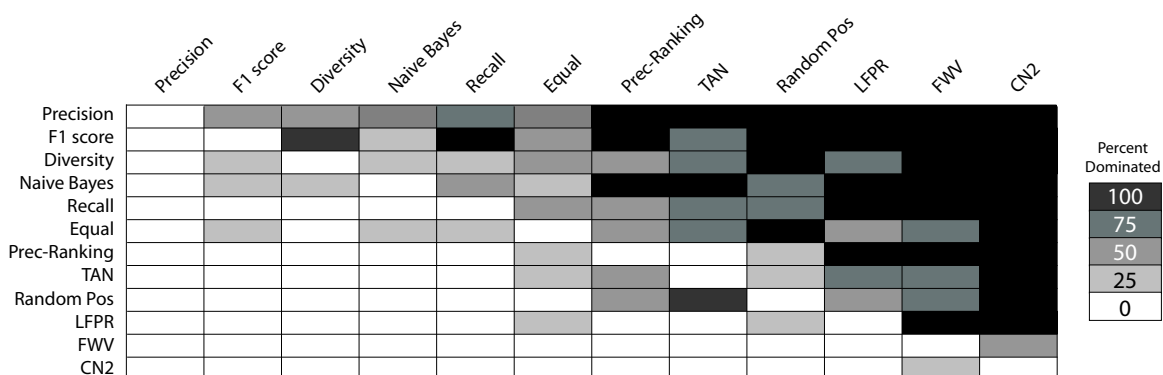 Precision
F1 score
Diversity
Naive Bayes
Recall
Equal
Prec-Ranking
TAN
Random Pos
LFPR
FWV
CN2
Precision
F1 score
Diversity
Naive Bayes
Recall
Equal
Prec-Ranking
TAN
Random Pos
LFPR
FWV
CN2
Percent
Dominated
100
75
50
25
0